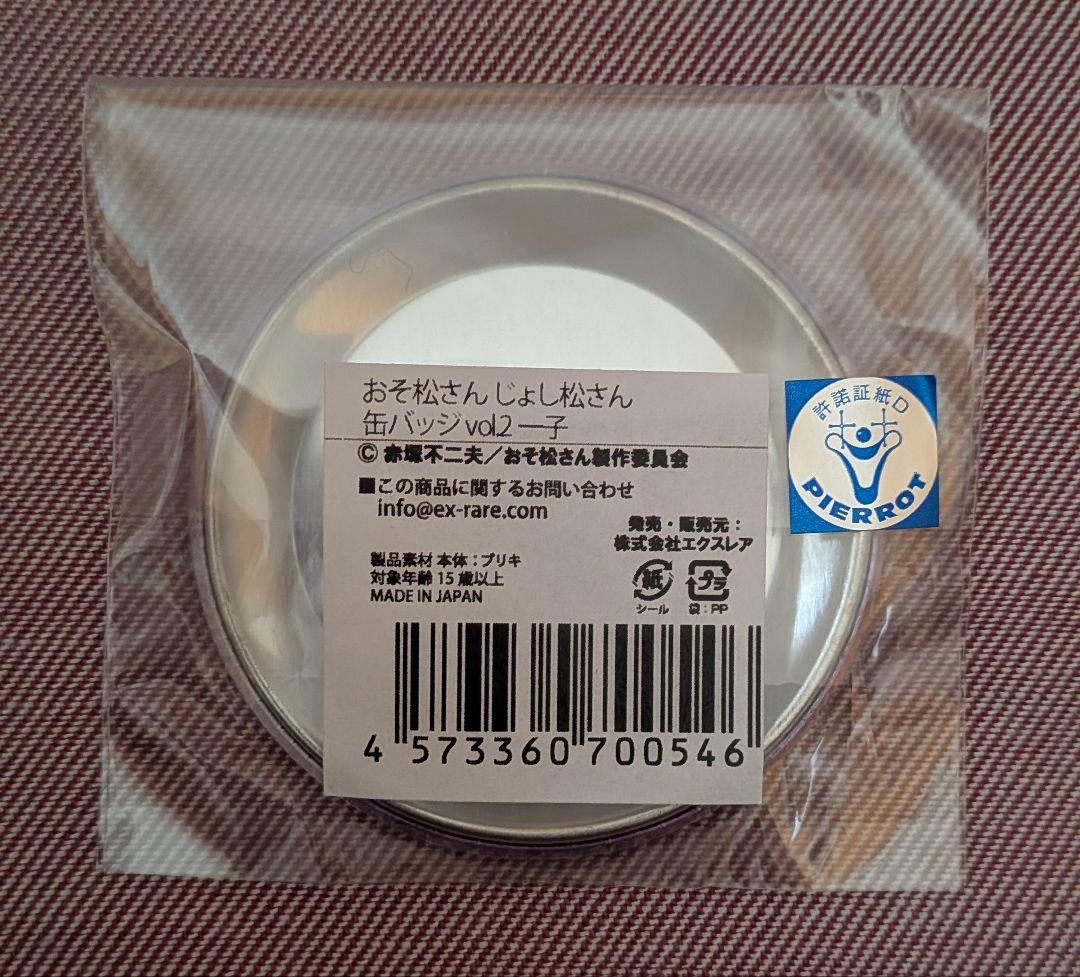 おそ松さん じょし松さん
缶バッジ vol.2 一子
© 赤塚不二夫／おそ松さん製作委員会
■この商品に関するお問い合わせ
info@ex-rare.com
発売・販売元：
株式会社エクスレア
製品素材 本体：ブリキ
対象年齢 15 歳以上
MADE IN JAPAN
紙 プラ
シール 袋：PP
4 573360 700546
許諾証紙D
PIERROT